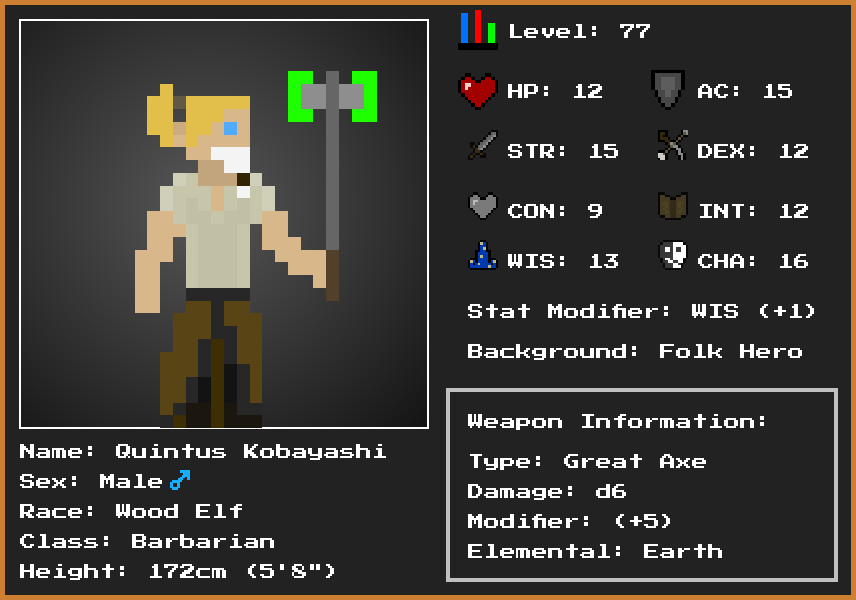 Level: 77
HP: 12
AC: 15
STR: 15
DEX: 12
CON: 9
INT: 12
WIS: 13
CHA: 16
Stat Modifier: WIS (+1)
Background: Folk Hero
Weapon Information:
Type: Great Axe
Damage: d6
Modifier: (+5)
Elemental: Earth
Name: Quintus Kobayashi
Sex: Male♂
Race: Wood Elf
Class: Barbarian
Height: 172cm (5'8")